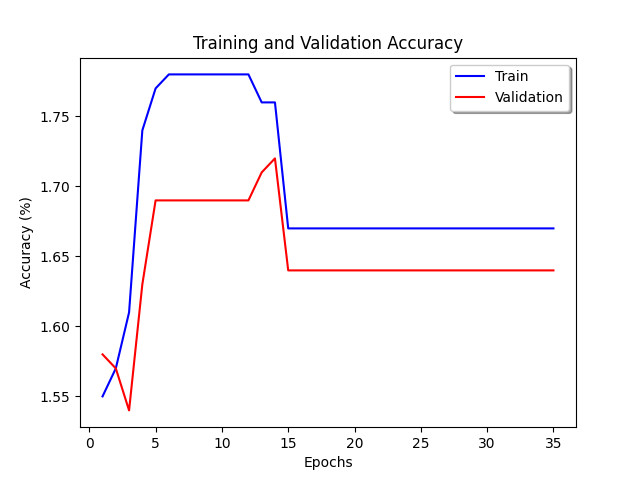 Training and Validation Accuracy
Train
Validation
Accuracy (%)
1.75
1.70
1.65
1.60
1.55
0 5 10 15 20 25 30 35
Epochs